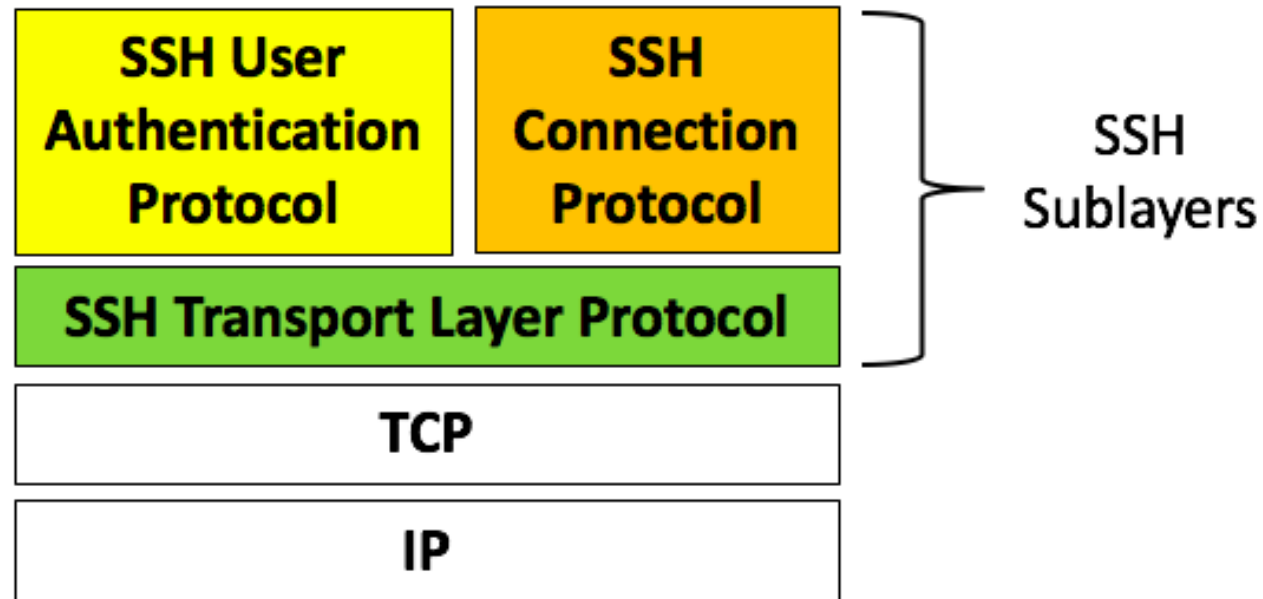 SSH User
Authentication
Protocol
SSH
Connection
Protocol
SSH
Sublayers
SSH Transport Layer Protocol
TCP
IP